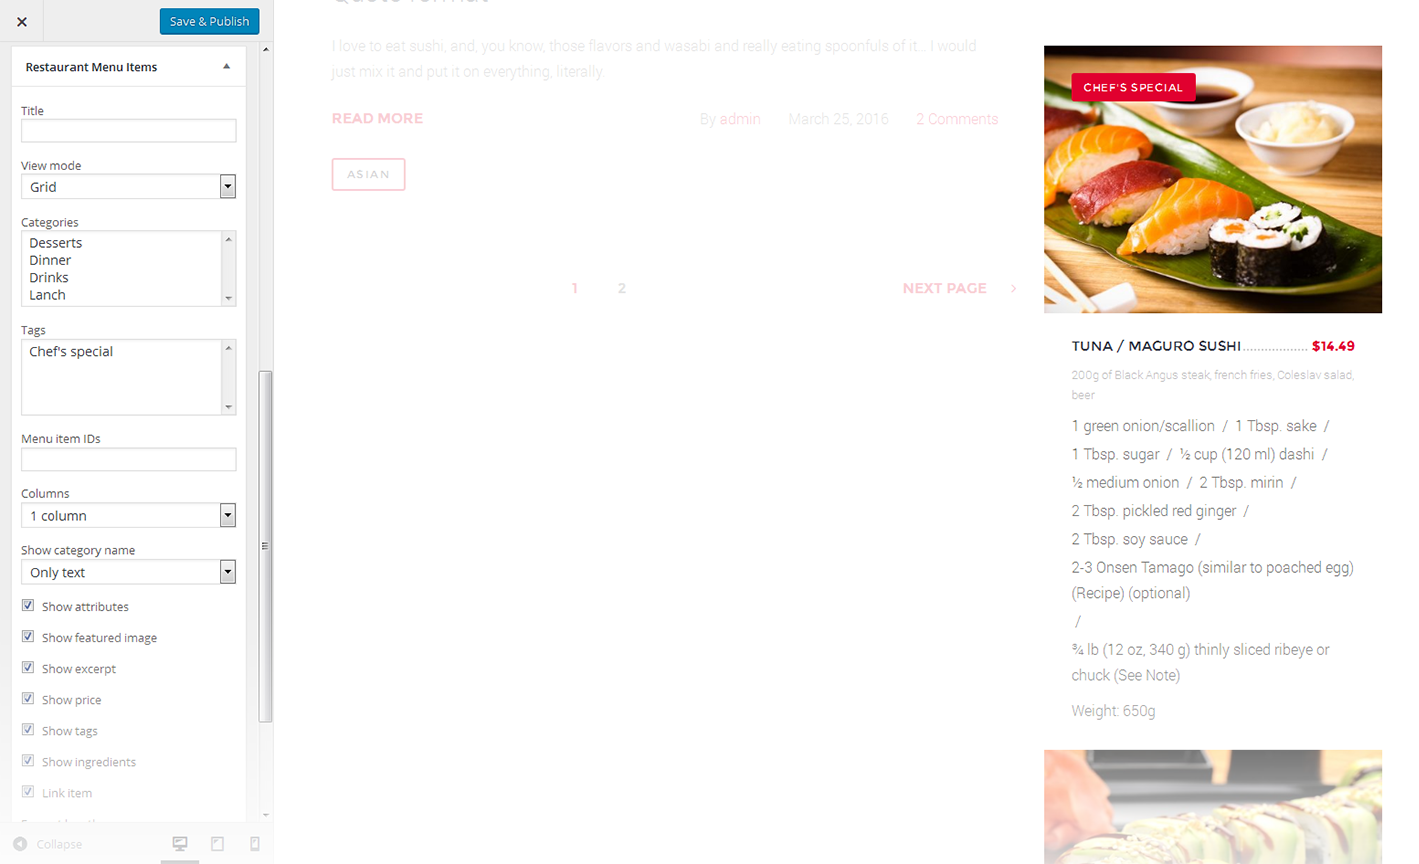 Save & Publish
Restaurant Menu Items
Title
View mode
Grid
Categories
Desserts
Dinner
Drinks
Lanch
Tags
Chef's special
Menu item IDs
Columns
1 column
Show category name
Only text
Show attributes
Show featured image
Show excerpt
Show price
Show tags
Show ingredients
Link item
Collapse
I love to eat sushi, and, you know, those flavors and wasabi and really eating spoonfuls of it... I would
just mix it and put it on everything, literally.
READ MORE
By admin March 25, 2016 2 Comments
ASIAN
1 2 NEXT PAGE
CHEF'S SPECIAL
TUNA / MAGURO SUSHI................. $14.49
200g of Black Angus steak, french fries, Coleslav salad,
beer
1 green onion/scallion / 1 Tbsp. sake /
1 Tbsp. sugar / ½ cup (120 ml) dashi /
½ medium onion / 2 Tbsp. mirin /
2 Tbsp. pickled red ginger /
2 Tbsp. soy sauce /
2-3 Onsen Tamago (similar to poached egg)
(Recipe) (optional)
/
¾ lb (12 oz, 340 g) thinly sliced ribeye or
chuck (See Note)
Weight: 650g